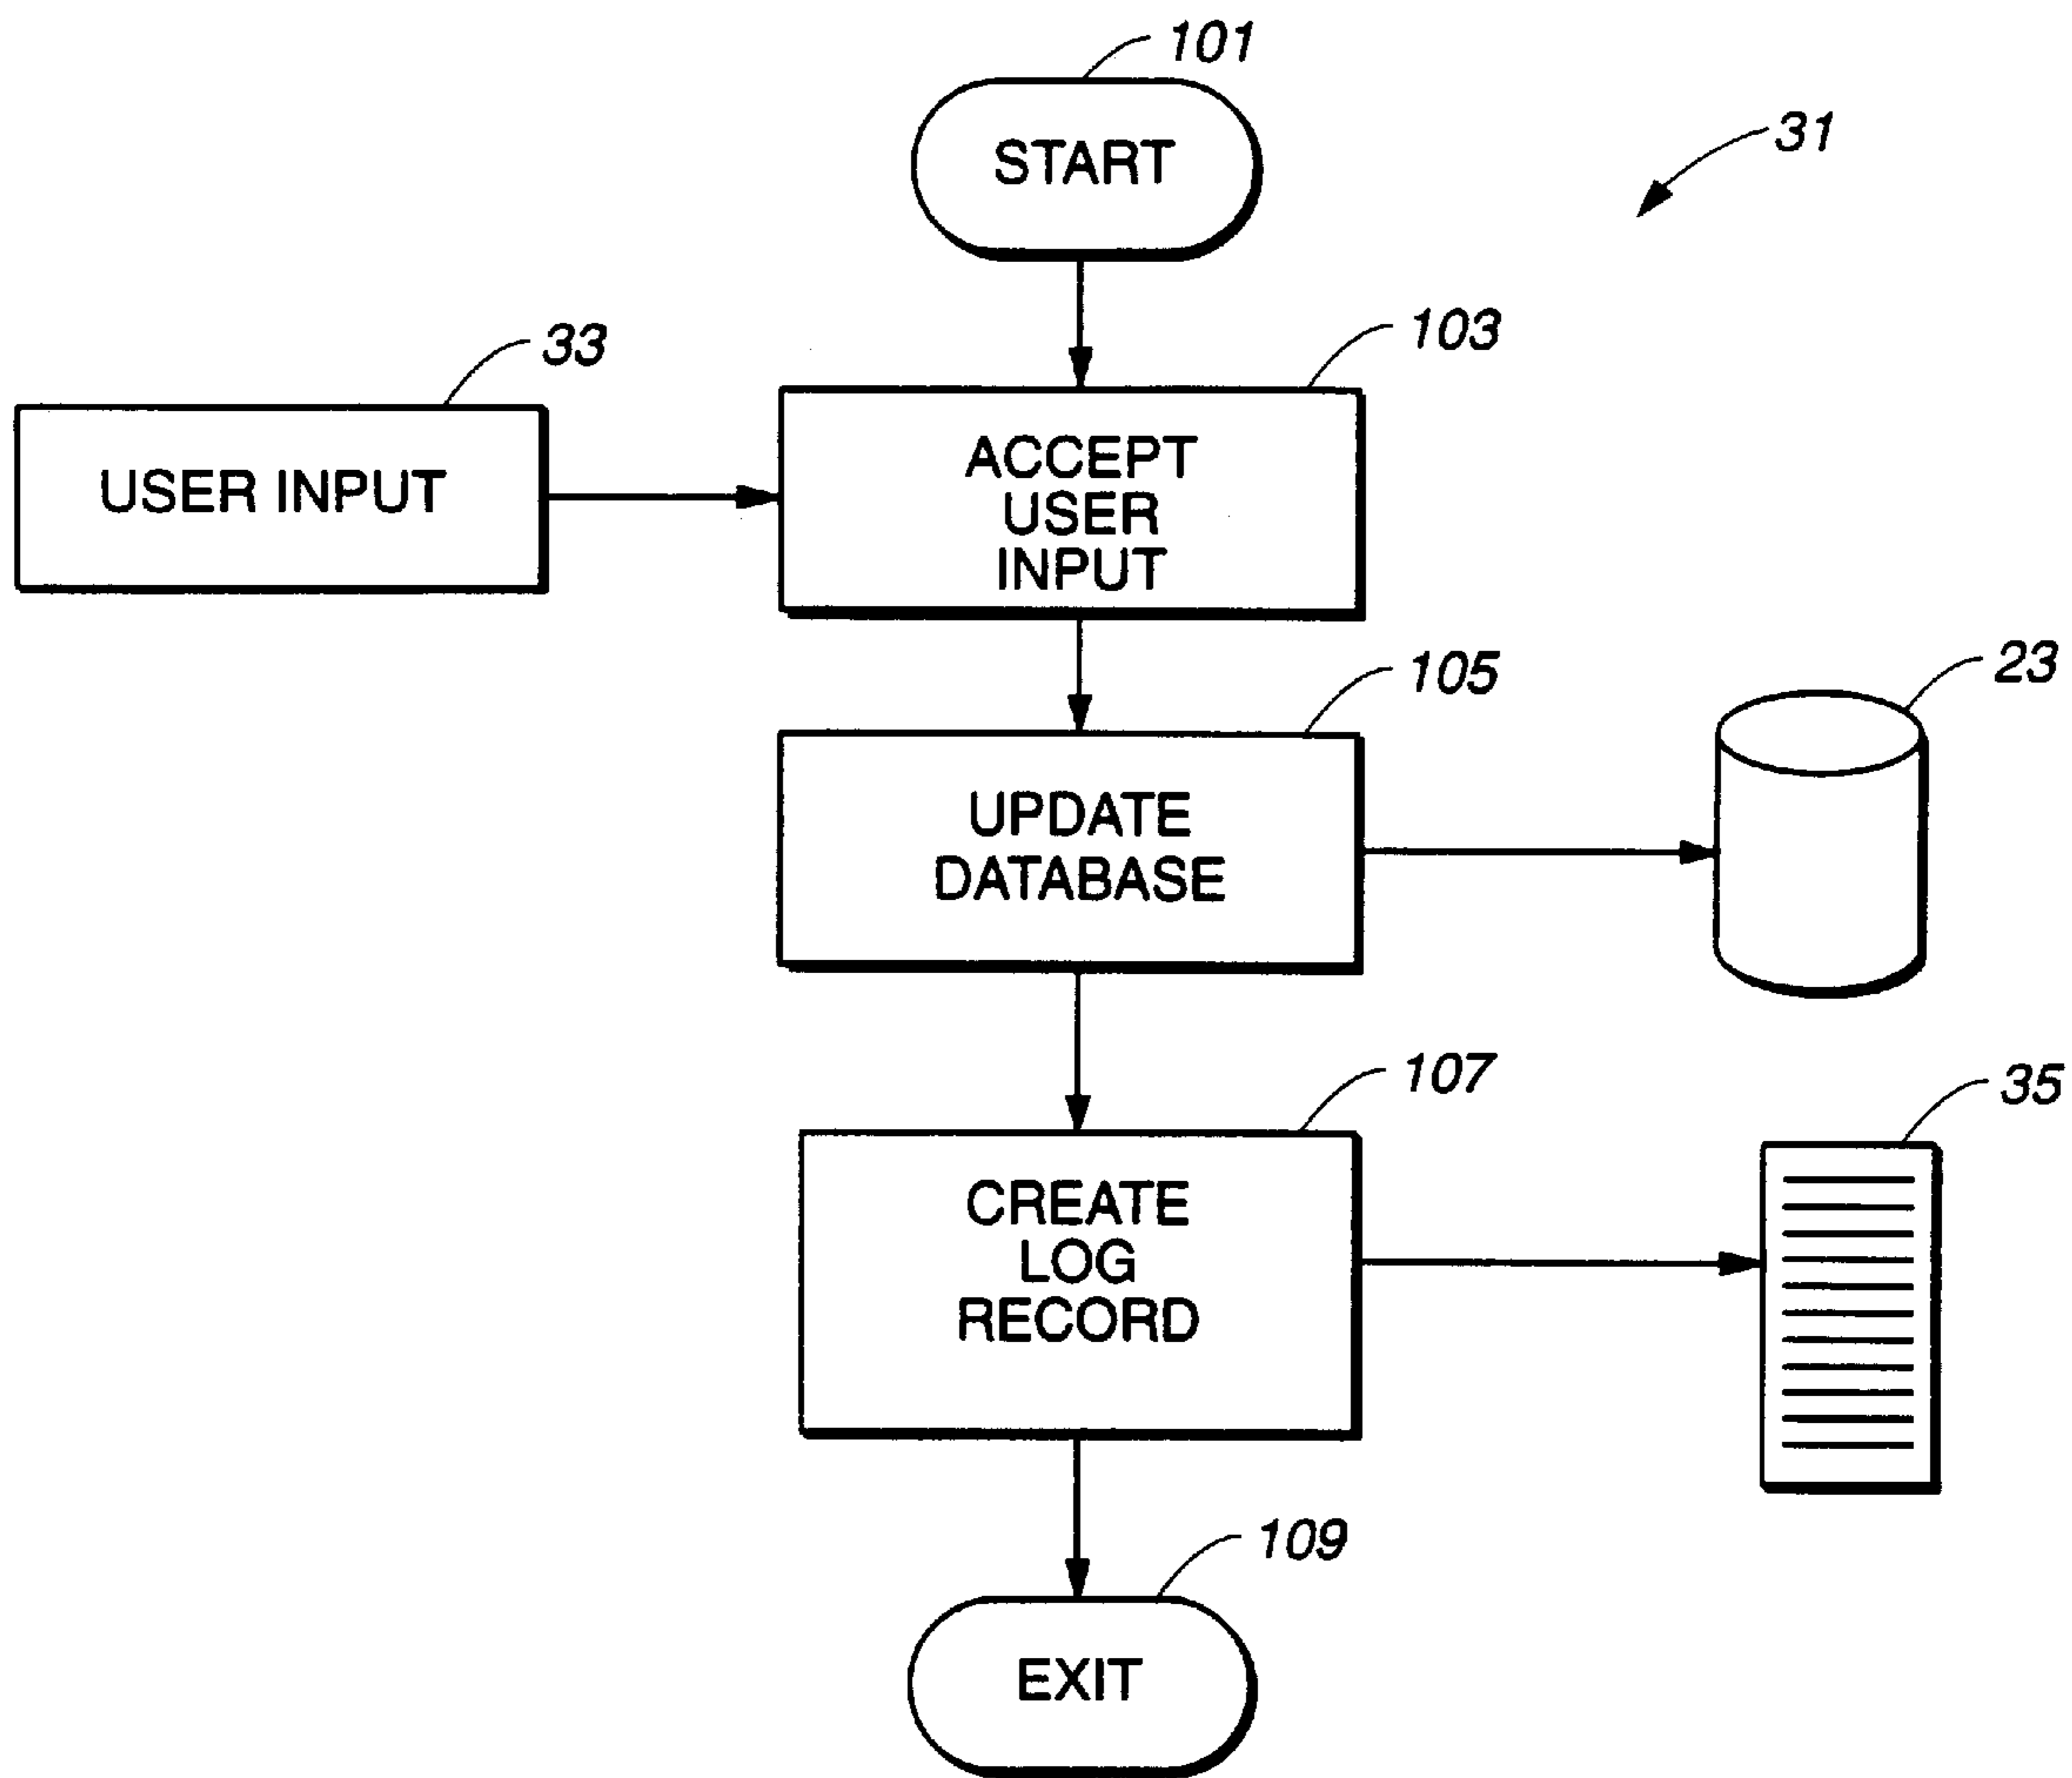 101
START
31
33
103
USER INPUT
ACCEPT
USER
INPUT
105
23
UPDATE
DATABASE
107
35
CREATE
LOG
RECORD
109
EXIT